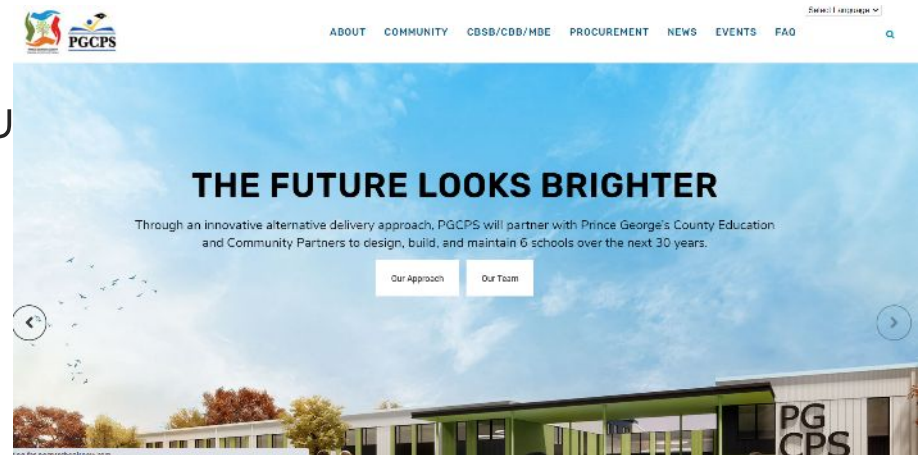 Select Language
PGCPS
ABOUT COMMUNITY CBSB/CBB/MBE PROCUREMENT NEWS EVENTS FAQ
U
THE FUTURE LOOKS BRIGHTER
Through an innovative alternative delivery approach, PGCPS will partner with Prince George's County Education
and Community Partners to design, build, and maintain 6 schools over the next 30 years.
Our Approach Our Team
PG
CPS